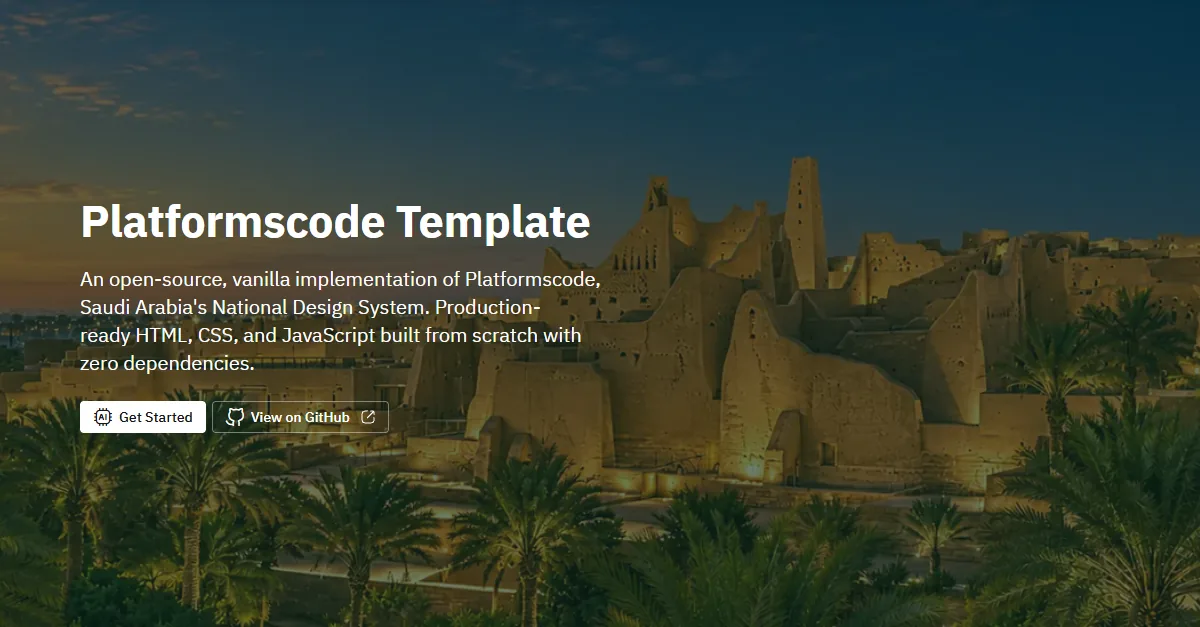 Platformscode Template
An open-source, vanilla implementation of Platformscode,
Saudi Arabia's National Design System. Production-
ready HTML, CSS, and JavaScript built from scratch with
zero dependencies.
AI Get Started
View on GitHub